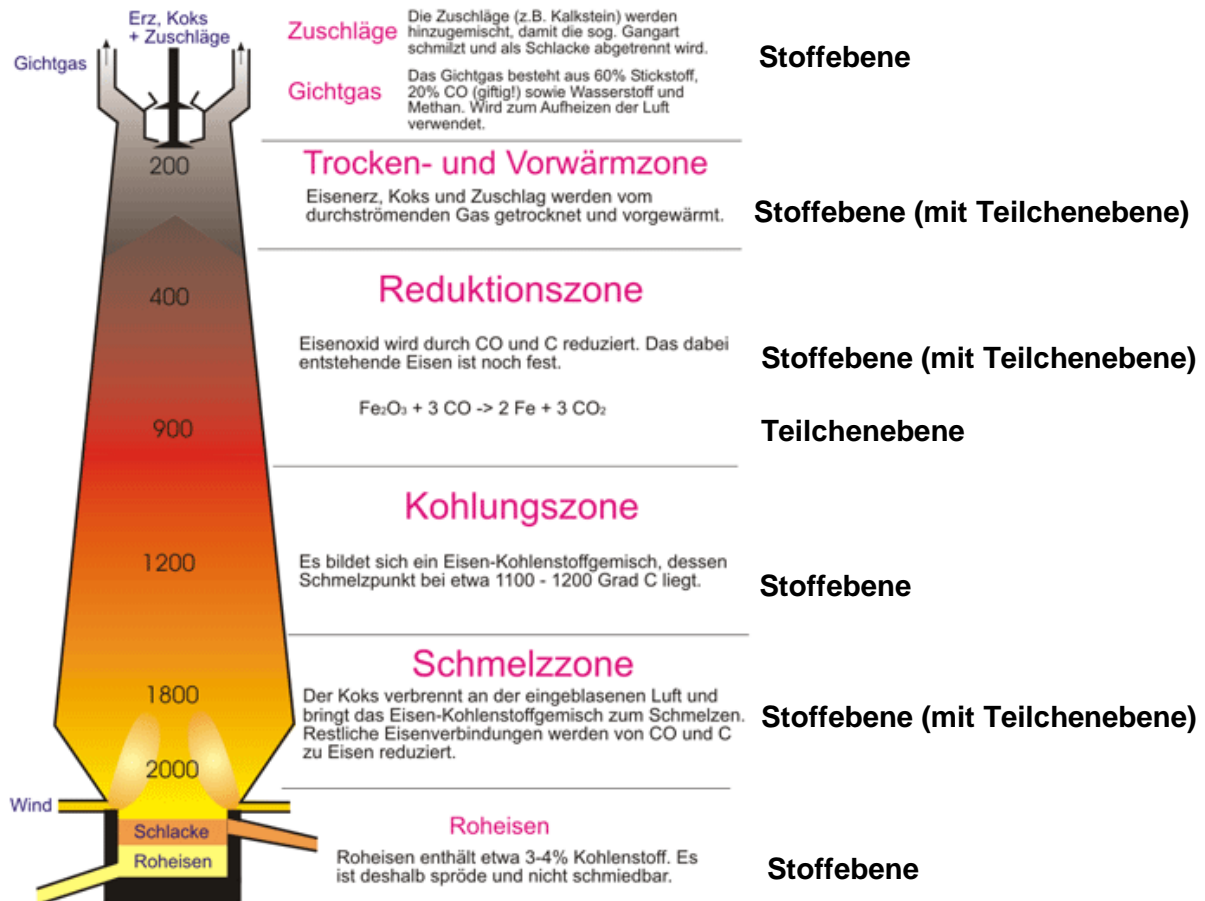 Erz, Koks
+ Zuschläge
Gichtgas
Zuschläge
Die Zuschläge (z.B. Kalkstein) werden
hinzugemischt, damit die sog. Gangart
schmilzt und als Schlacke abgetrennt wird.
Stoffebene
Gichtgas
Das Gichtgas besteht aus 60% Stickstoff,
20% CO (giftig!) sowie Wasserstoff und
Methan. Wird zum Aufheizen der Luft
verwendet.
200
Trocken- und Vorwärmzone
Eisenerz, Koks und Zuschlag werden vom
durchströmenden Gas getrocknet und vorgewärmt.
Stoffebene (mit Teilchenebene)
400
Reduktionszone
Eisenoxid wird durch CO und C reduziert. Das dabei
entstehende Eisen ist noch fest.
Stoffebene (mit Teilchenebene)
Fe₂O₃ + 3 CO -> 2 Fe + 3 CO₂
Teilchenebene
900
Kohlungszone
1200
Es bildet sich ein Eisen-Kohlenstoffgemisch, dessen
Schmelzpunkt bei etwa 1100 - 1200 Grad C liegt.
Stoffebene
Schmelzzone
1800
Der Koks verbrennt an der eingeblasenen Luft und
bringt das Eisen-Kohlenstoffgemisch zum Schmelzen.
Restliche Eisenverbindungen werden von CO und C
zu Eisen reduziert.
Stoffebene (mit Teilchenebene)
2000
Wind
Schlacke
Roheisen
Roheisen
Roheisen enthält etwa 3-4% Kohlenstoff. Es
ist deshalb spröde und nicht schmiedbar.
Stoffebene